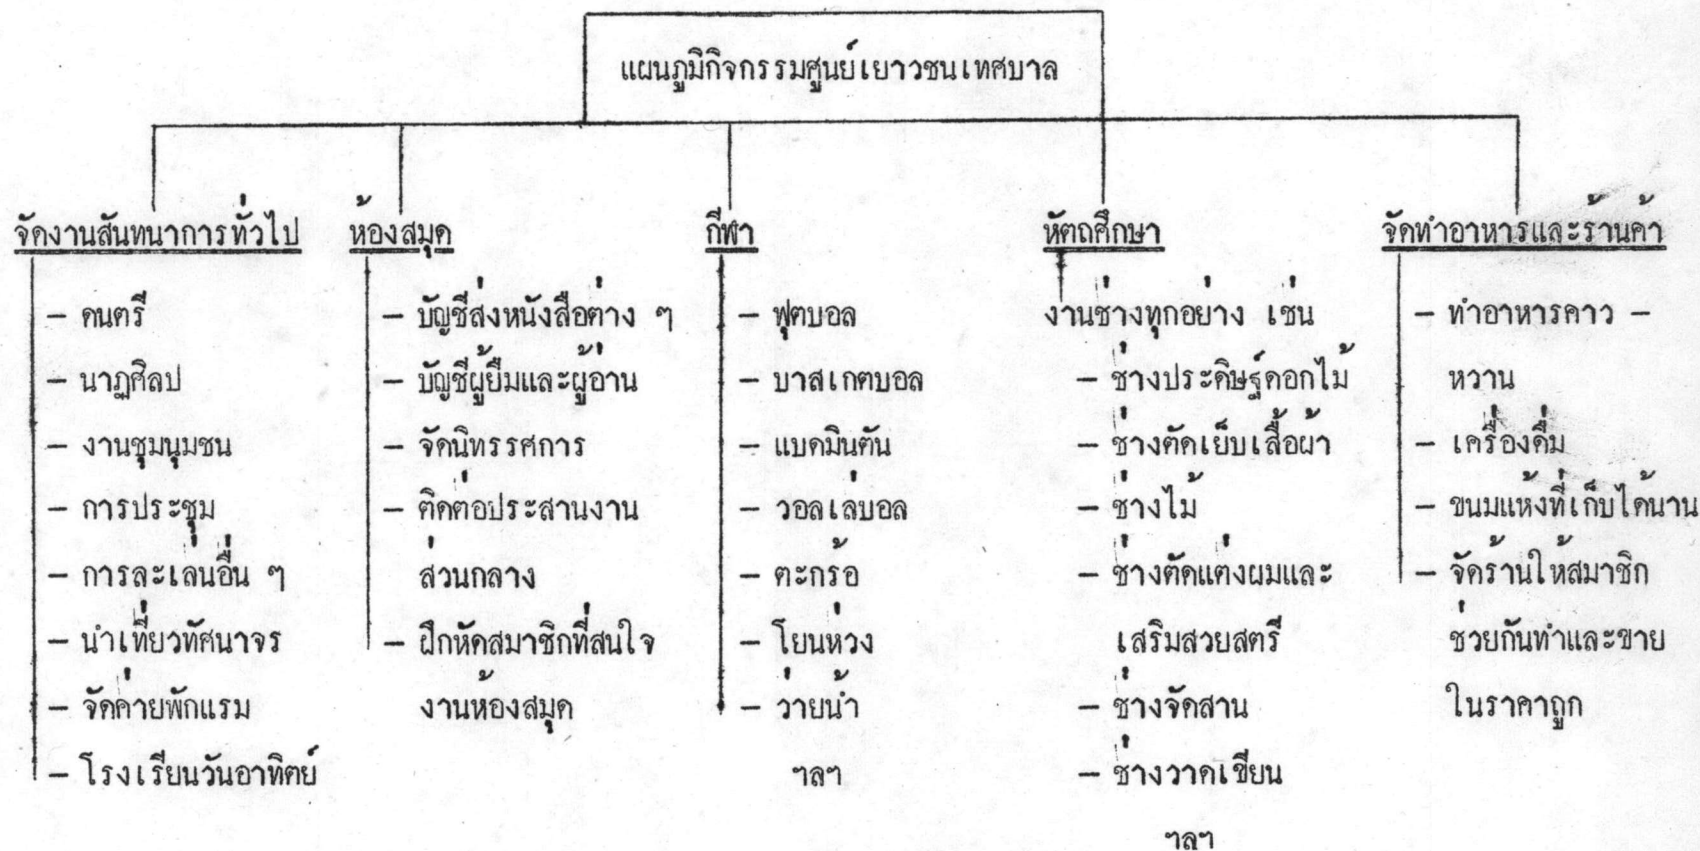 แผนภูมิกิจกรรมศูนย์เยาวชนเทศบาล
จัดงานสันทนาการทั่วไป
- ดนตรี
- นาฏศิลป
- งานชุมนุมชน
- การประชุม
- การละเล่นอื่น ๆ
- นำเที่ยวทัศนาจร
- จัดค่ายพักแรม
- โรงเรียนวันอาทิตย์
ห้องสมุด
- บัญชีส่งหนังสือต่าง ๆ
- บัญชีผู้ยืมและผู้อ่าน
- จัดนิทรรศการ
- ติดต่อประสานงาน
ส่วนกลาง
- ฝึกหัดสมาชิกที่สนใจ
งานห้องสมุด
กีฬา
- ฟุตบอล
- บาสเกตบอล
- แบดมินตัน
- วอลเล่บอล
- ตะกร้อ
- โยนห่วง
- ว่ายน้ำ
ฯลฯ
หัตถศึกษา
งานช่างทุกอย่าง เช่น
- ช่างประดิษฐ์ดอกไม้
- ช่างตัดเย็บเสื้อผ้า
- ช่างไม้
- ช่างตัดแต่งผมและ
เสริมสวยสตรี
- ช่างจัดสาน
- ช่างวาดเขียน
ฯลฯ
จัดทำอาหารและร้านค้า
- ทำอาหารคาว -
หวาน
- เครื่องดื่ม
- ขนมแห้งที่เก็บได้นาน
- จัดร้านให้สมาชิก
ช่วยกันทำและขาย
ในราคาถูก